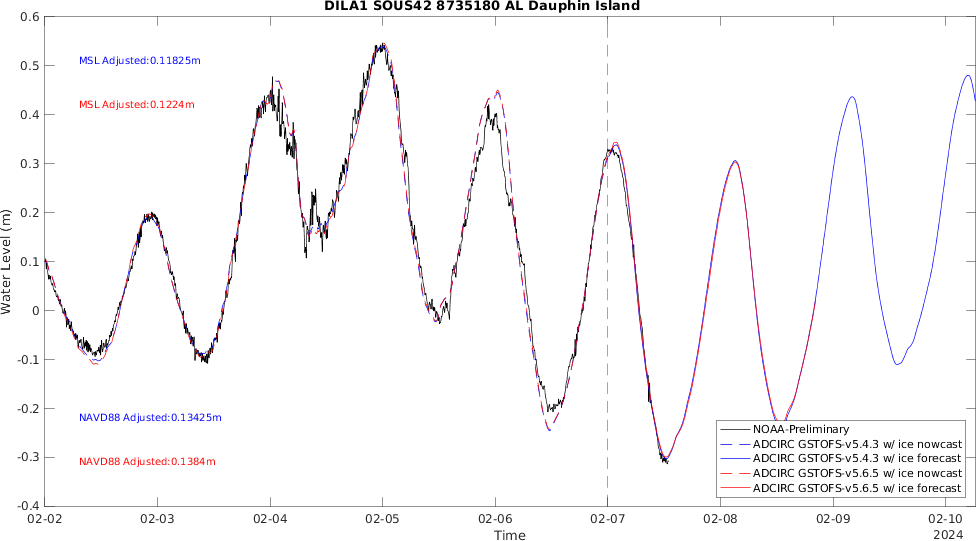 DILA1 SOUS42 8735180 AL Dauphin Island
0.6
0.5
0.4
0.3
0.2
0.1
0
-0.1
-0.2
-0.3
-0.4
Water Level (m)
MSL Adjusted:0.11825m
MSL Adjusted:0.1224m
NAVD88 Adjusted:0.13425m
NAVD88 Adjusted:0.1384m
NOAA-Preliminary
ADCIRC GSTOFS-v5.4.3 w/ ice nowcast
ADCIRC GSTOFS-v5.4.3 w/ ice forecast
ADCIRC GSTOFS-v5.6.5 w/ ice nowcast
ADCIRC GSTOFS-v5.6.5 w/ ice forecast
02-02 02-03 02-04 02-05 02-06 02-07 02-08 02-09 02-10
2024
Time